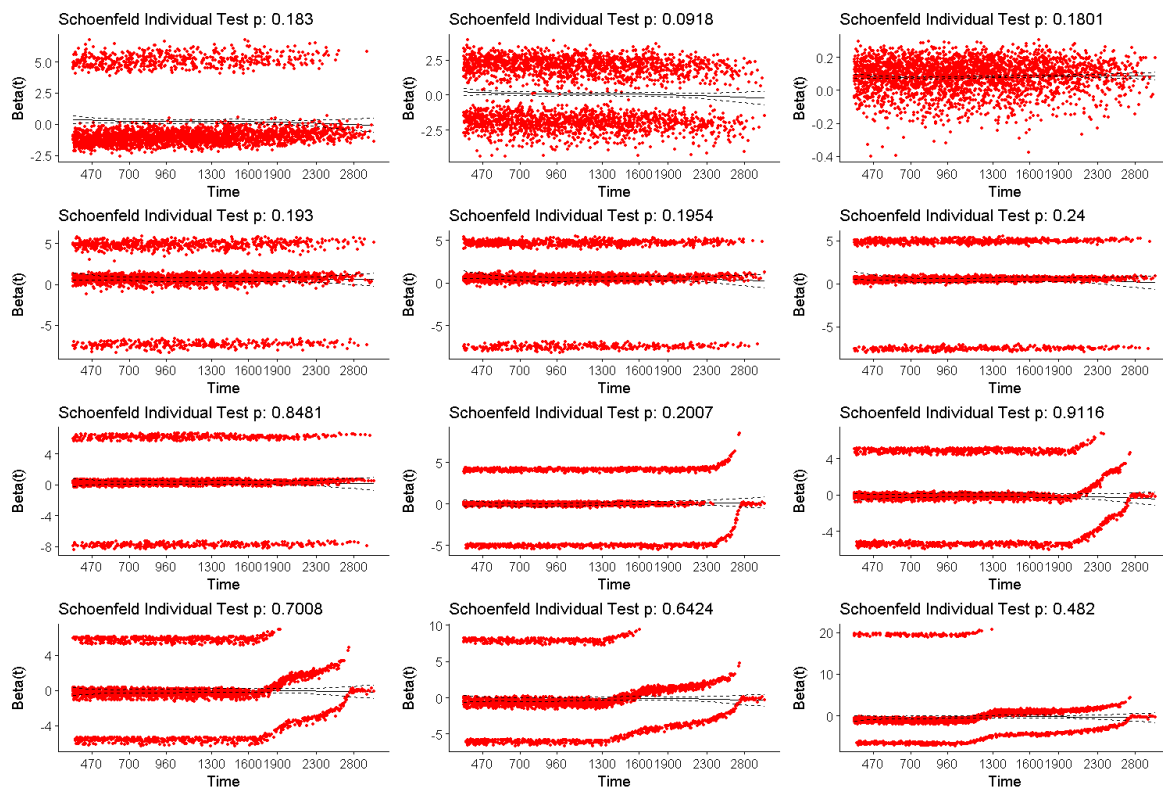 Schoenfeld Individual Test p: 0.183
Schoenfeld Individual Test p: 0.0918
Schoenfeld Individual Test p: 0.1801
Beta(t)
5.0
2.5
0.0
-2.5
470 700 960 1300 1600 1900 2300 2800
Time
Beta(t)
2.5
0.0
-2.5
470 700 960 1300 1600 1900 2300 2800
Time
Beta(t)
0.2
0.0
-0.2
-0.4
470 700 960 1300 1600 1900 2300 2800
Time
Schoenfeld Individual Test p: 0.193
Schoenfeld Individual Test p: 0.1954
Schoenfeld Individual Test p: 0.24
Beta(t)
5
0
-5
470 700 960 1300 1600 1900 2300 2800
Time
Beta(t)
5
0
-5
470 700 960 1300 1600 1900 2300 2800
Time
Beta(t)
5
0
-5
470 700 960 1300 1600 1900 2300 2800
Time
Schoenfeld Individual Test p: 0.8481
Schoenfeld Individual Test p: 0.2007
Schoenfeld Individual Test p: 0.9116
Beta(t)
4
0
-4
-8
470 700 960 1300 1600 1900 2300 2800
Time
Beta(t)
5
0
-5
470 700 960 1300 1600 1900 2300 2800
Time
Beta(t)
4
0
-4
470 700 960 1300 1600 1900 2300 2800
Time
Schoenfeld Individual Test p: 0.7008
Schoenfeld Individual Test p: 0.6424
Schoenfeld Individual Test p: 0.482
Beta(t)
4
0
-4
470 700 960 1300 1600 1900 2300 2800
Time
Beta(t)
10
5
0
-5
470 700 960 1300 1600 1900 2300 2800
Time
Beta(t)
20
10
0
470 700 960 1300 1600 1900 2300 2800
Time